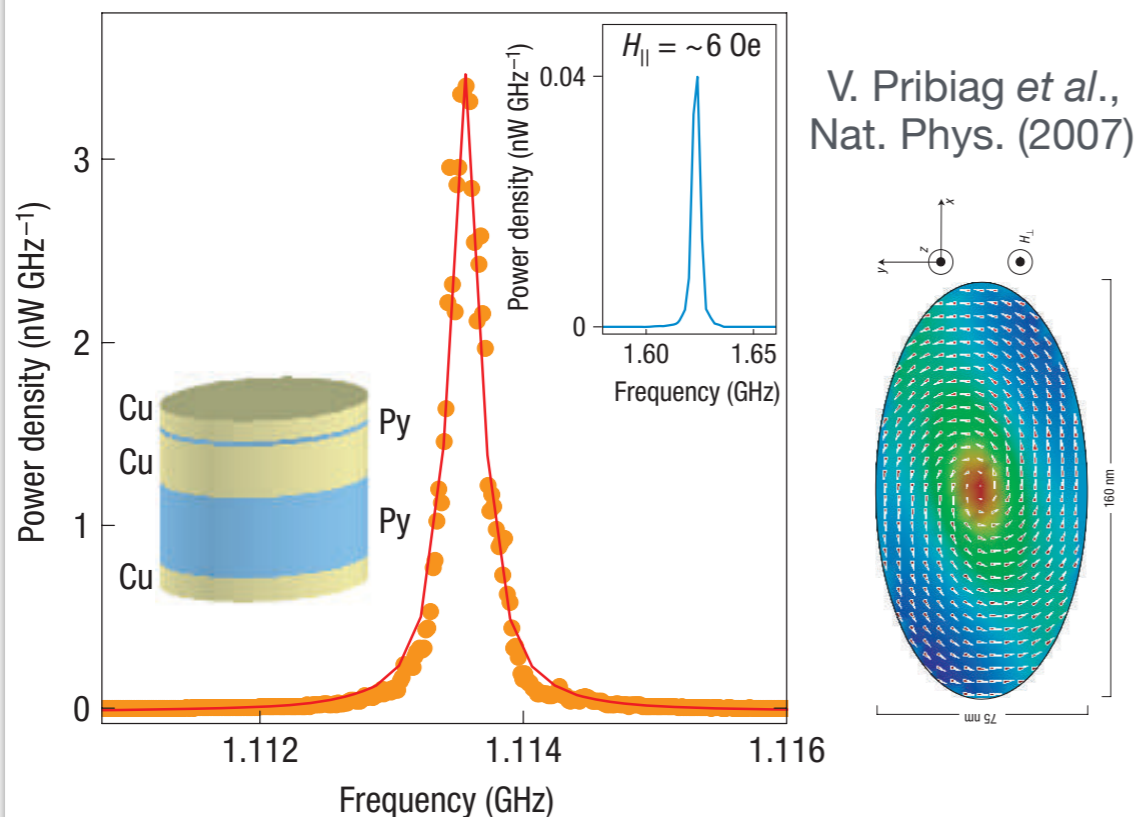 Power density (nW GHz⁻¹)
3
2
1
0
1.112
1.114
1.116
Frequency (GHz)
Cu
Cu
Cu
Py
Py
H|| = ~6 Oe
Power density (nW GHz⁻¹)
0.04
0
1.60
1.65
Frequency (GHz)
V. Pribiag et al.,
Nat. Phys. (2007)
y
z
x
H⊥
160 nm
75 nm